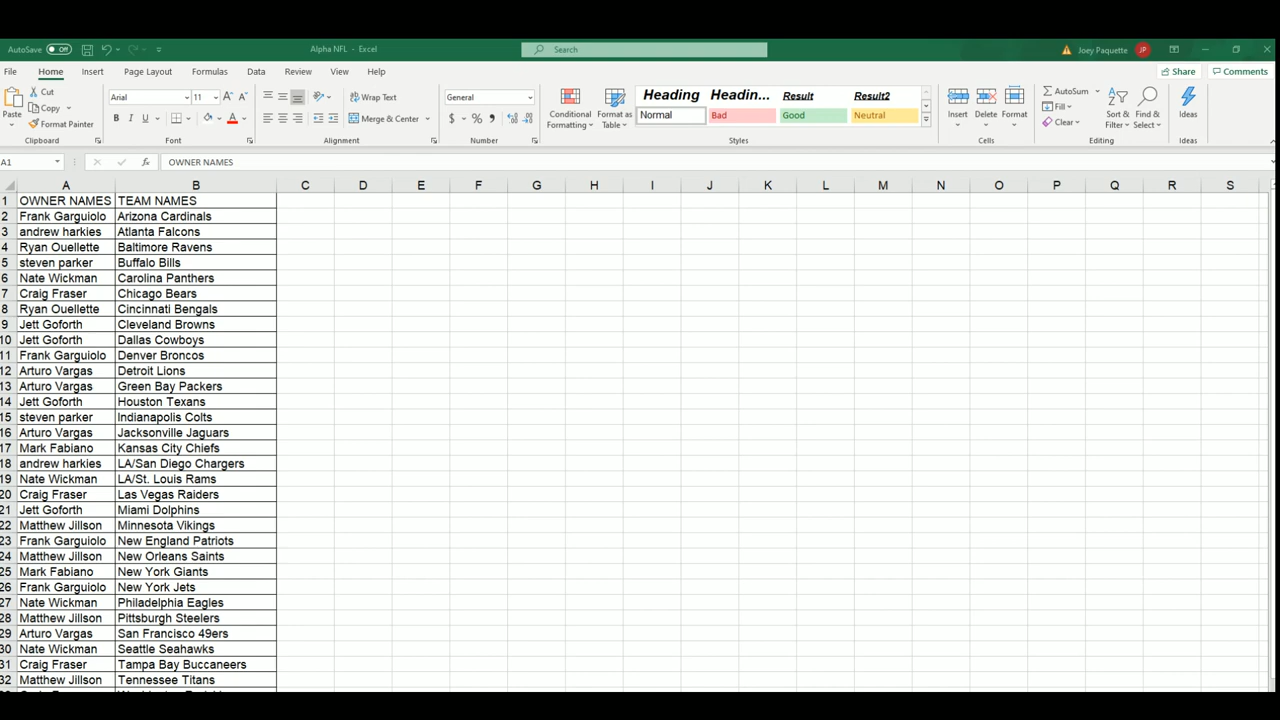 AutoSave Off Alpha NFL - Excel Search Joey Paquette JP
File Home Insert Page Layout Formulas Data Review View Help Share Comments
Paste Cut Copy Format Painter Clipboard
Arial 11 A A B I U A Font
Wrap Text Merge & Center Alignment
General $ % , Number
Conditional Formatting Format as Table
Heading Headin... Result Result2
Normal Bad Good Neutral
Styles
Insert Delete Format Cells
AutoSum Fill Clear Sort & Filter Find & Select Editing
Ideas Ideas
A1 fx OWNER NAMES
A B C D E F G H I J K L M N O P Q R S
1 OWNER NAMES TEAM NAMES
2 Frank Garguiolo Arizona Cardinals
3 andrew harkies Atlanta Falcons
4 Ryan Ouellette Baltimore Ravens
5 steven parker Buffalo Bills
6 Nate Wickman Carolina Panthers
7 Craig Fraser Chicago Bears
8 Ryan Ouellette Cincinnati Bengals
9 Jett Goforth Cleveland Browns
10 Jett Goforth Dallas Cowboys
11 Frank Garguiolo Denver Broncos
12 Arturo Vargas Detroit Lions
13 Arturo Vargas Green Bay Packers
14 Jett Goforth Houston Texans
15 steven parker Indianapolis Colts
16 Arturo Vargas Jacksonville Jaguars
17 Mark Fabiano Kansas City Chiefs
18 andrew harkies LA/San Diego Chargers
19 Nate Wickman LA/St. Louis Rams
20 Craig Fraser Las Vegas Raiders
21 Jett Goforth Miami Dolphins
22 Matthew Jillson Minnesota Vikings
23 Frank Garguiolo New England Patriots
24 Matthew Jillson New Orleans Saints
25 Mark Fabiano New York Giants
26 Frank Garguiolo New York Jets
27 Nate Wickman Philadelphia Eagles
28 Matthew Jillson Pittsburgh Steelers
29 Arturo Vargas San Francisco 49ers
30 Nate Wickman Seattle Seahawks
31 Craig Fraser Tampa Bay Buccaneers
32 Matthew Jillson Tennessee Titans